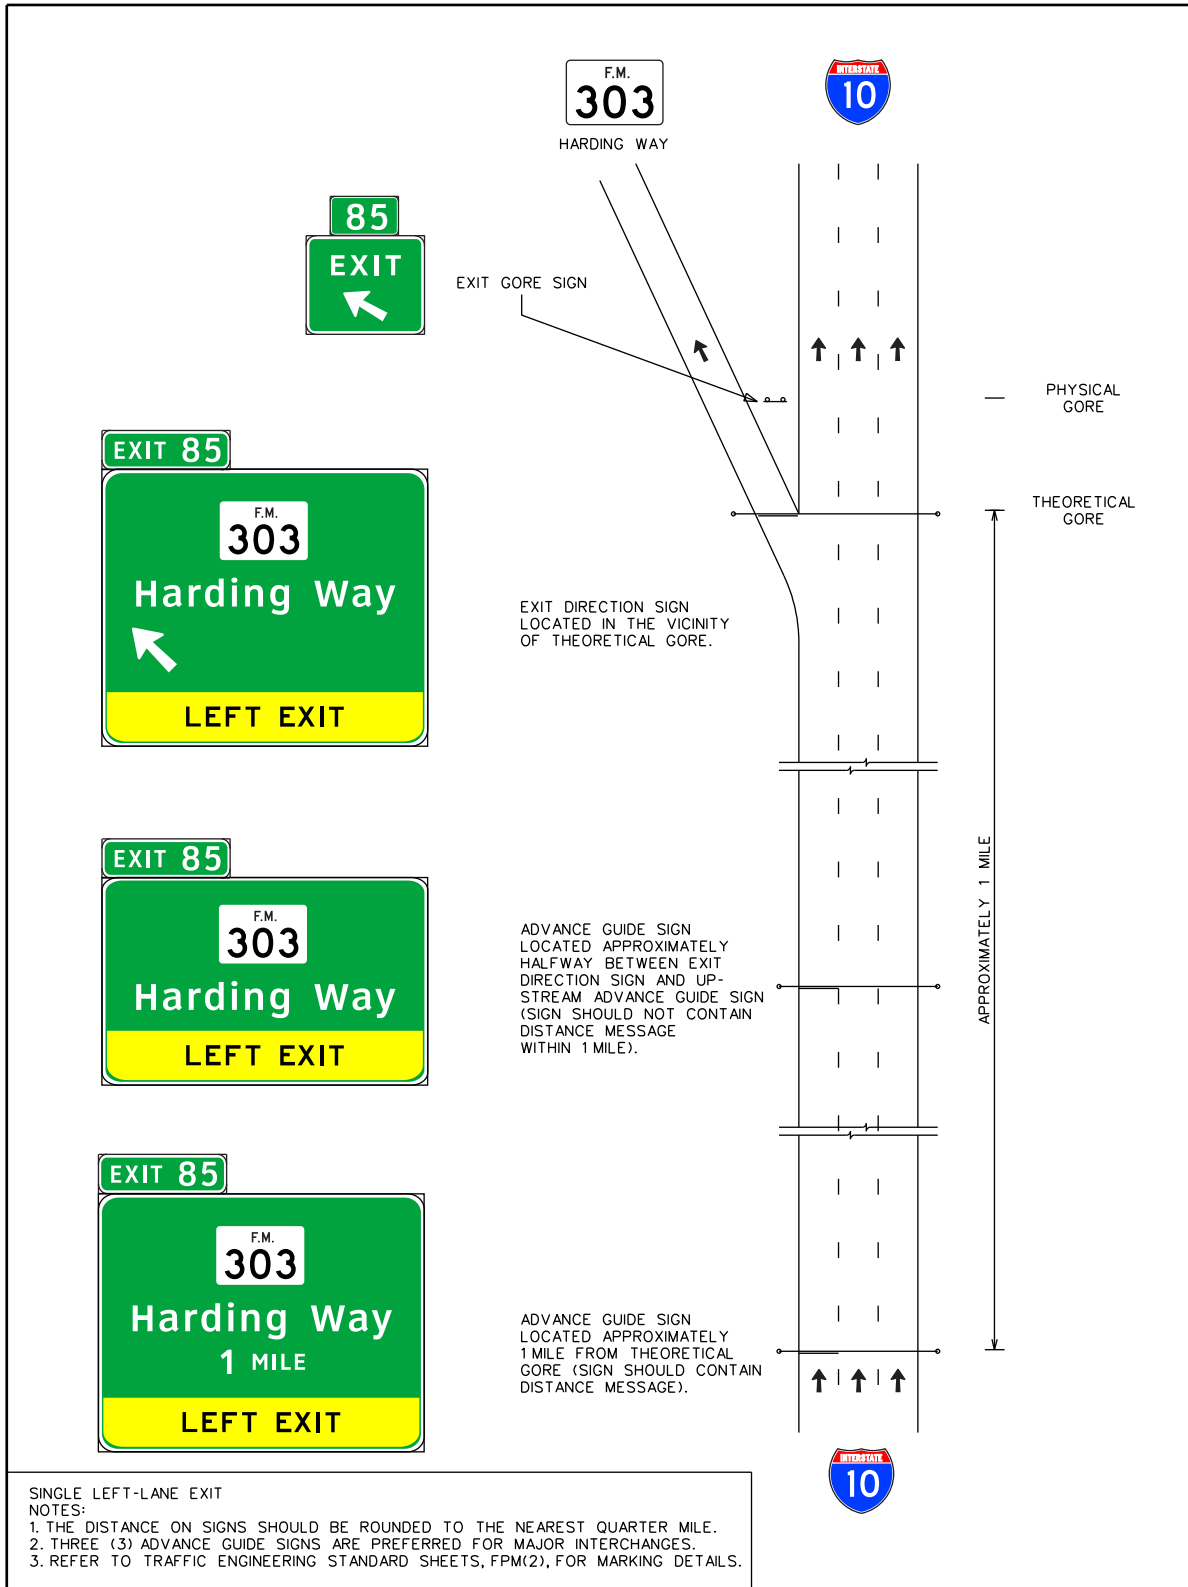 F.M.
303
HARDING WAY
INTERSTATE
10
85
EXIT
EXIT GORE SIGN
PHYSICAL
GORE
EXIT 85
F.M.
303
Harding Way
LEFT EXIT
THEORETICAL
GORE
EXIT DIRECTION SIGN
LOCATED IN THE VICINITY
OF THEORETICAL GORE.
APPROXIMATELY 1 MILE
EXIT 85
F.M.
303
Harding Way
LEFT EXIT
ADVANCE GUIDE SIGN
LOCATED APPROXIMATELY
HALFWAY BETWEEN EXIT
DIRECTION SIGN AND UP-
STREAM ADVANCE GUIDE SIGN
(SIGN SHOULD NOT CONTAIN
DISTANCE MESSAGE
WITHIN 1 MILE).
EXIT 85
F.M.
303
Harding Way
1 MILE
LEFT EXIT
ADVANCE GUIDE SIGN
LOCATED APPROXIMATELY
1 MILE FROM THEORETICAL
GORE (SIGN SHOULD CONTAIN
DISTANCE MESSAGE).
INTERSTATE
10
SINGLE LEFT-LANE EXIT
NOTES:
1. THE DISTANCE ON SIGNS SHOULD BE ROUNDED TO THE NEAREST QUARTER MILE.
2. THREE (3) ADVANCE GUIDE SIGNS ARE PREFERRED FOR MAJOR INTERCHANGES.
3. REFER TO TRAFFIC ENGINEERING STANDARD SHEETS, FPM(2), FOR MARKING DETAILS.